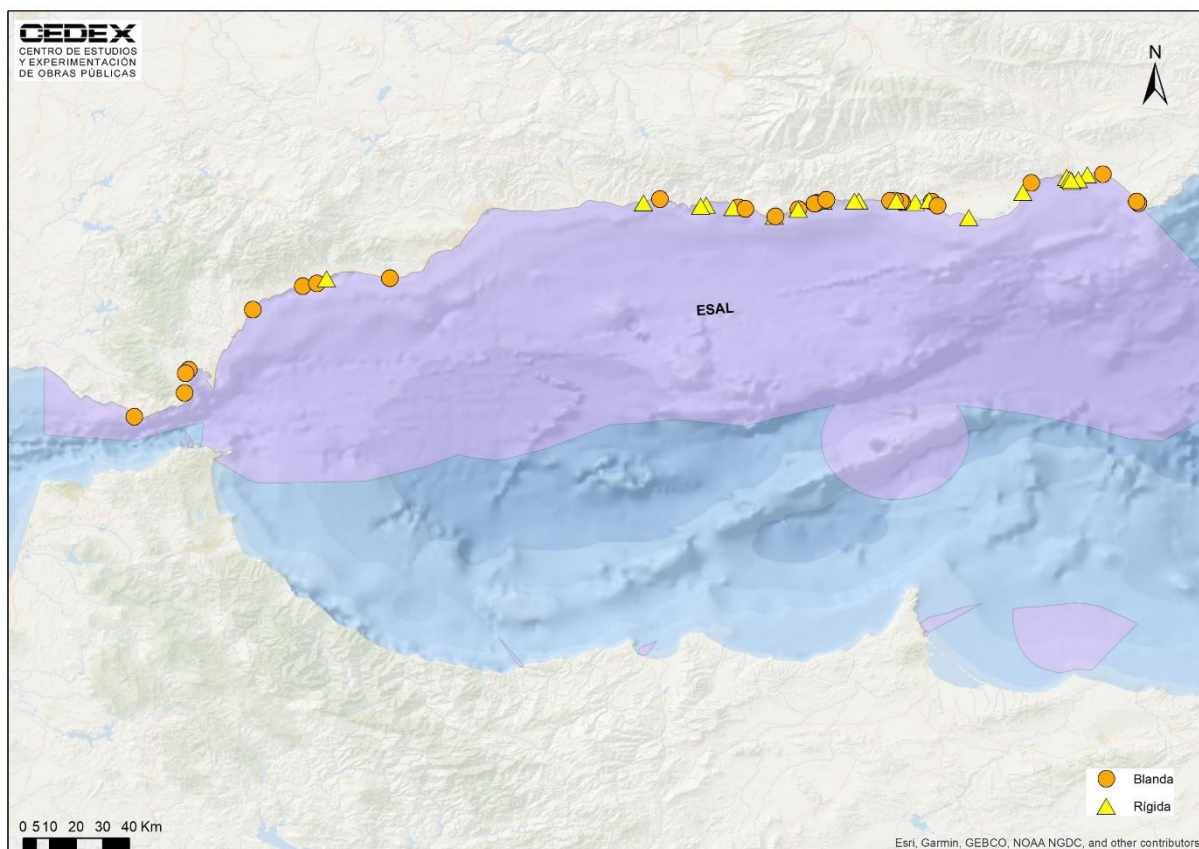 CEDEX
CENTRO DE ESTUDIOS
Y EXPERIMENTACIÓN
DE OBRAS PÚBLICAS
N
ESAL
Blanda
Rígida
0 5 10 20 30 40 Km
Esri, Garmin, GEBCO, NOAA NGDC, and other contributors